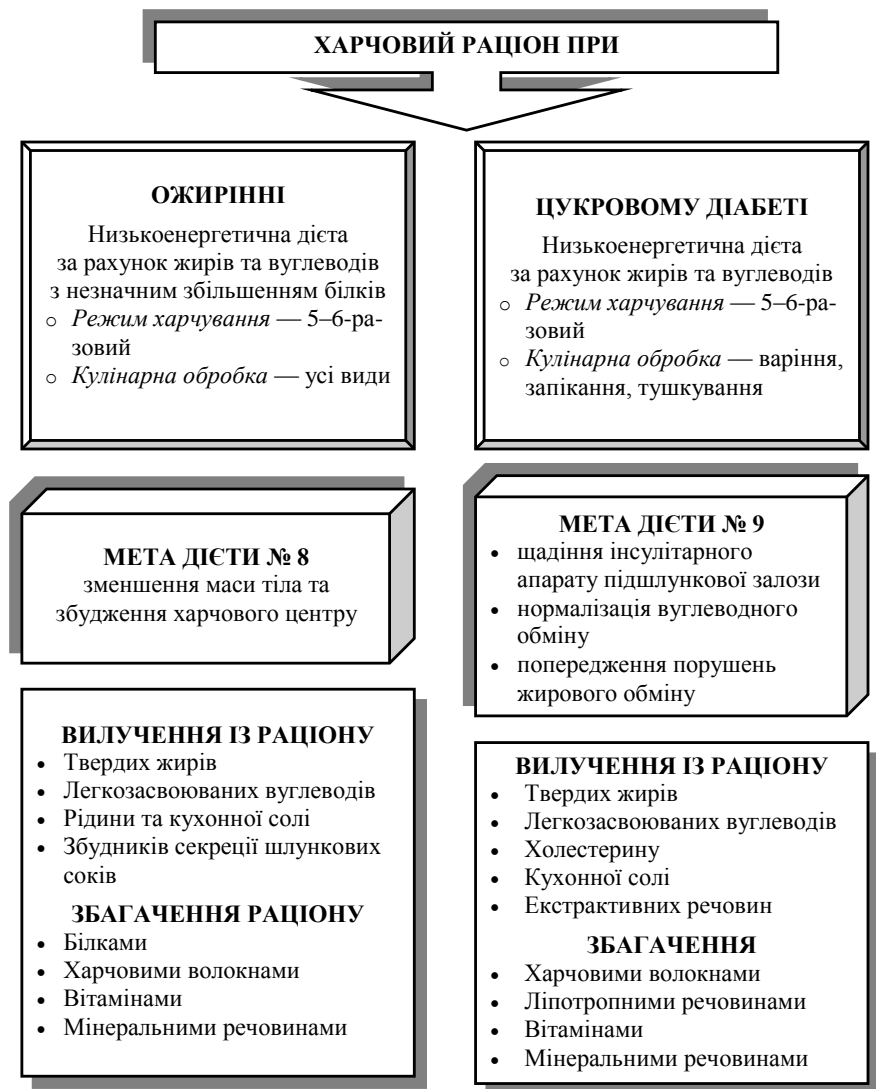 ХАРЧОВИЙ РАЦІОН ПРИ
ОЖИРІННІ
Низькоенергетична дієта
за рахунок жирів та вуглеводів
з незначним збільшенням білків
o Режим харчування — 5–6-ра-
зовий
o Кулінарна обробка — усі види
ЦУКРОВОМУ ДІАБЕТІ
Низькоенергетична дієта
за рахунок жирів та вуглеводів
o Режим харчування — 5–6-ра-
зовий
o Кулінарна обробка — варіння,
запікання, тушкування
МЕТА ДІЄТИ № 8
зменшення маси тіла та
збудження харчового центру
МЕТА ДІЄТИ № 9
• щадіння інсулітарного
апарату підшлункової залози
• нормалізація вуглеводного
обміну
• попередження порушень
жирового обміну
ВИЛУЧЕННЯ ІЗ РАЦІОНУ
• Твердих жирів
• Легкозасвоюваних вуглеводів
• Рідини та кухонної солі
• Збудників секреції шлункових
соків
ЗБАГАЧЕННЯ РАЦІОНУ
• Білками
• Харчовими волокнами
• Вітамінами
• Мінеральними речовинами
ВИЛУЧЕННЯ ІЗ РАЦІОНУ
• Твердих жирів
• Легкозасвоюваних вуглеводів
• Холестерину
• Кухонної солі
• Екстрактивних речовин
ЗБАГАЧЕННЯ
• Харчовими волокнами
• Ліпотропними речовинами
• Вітамінами
• Мінеральними речовинами